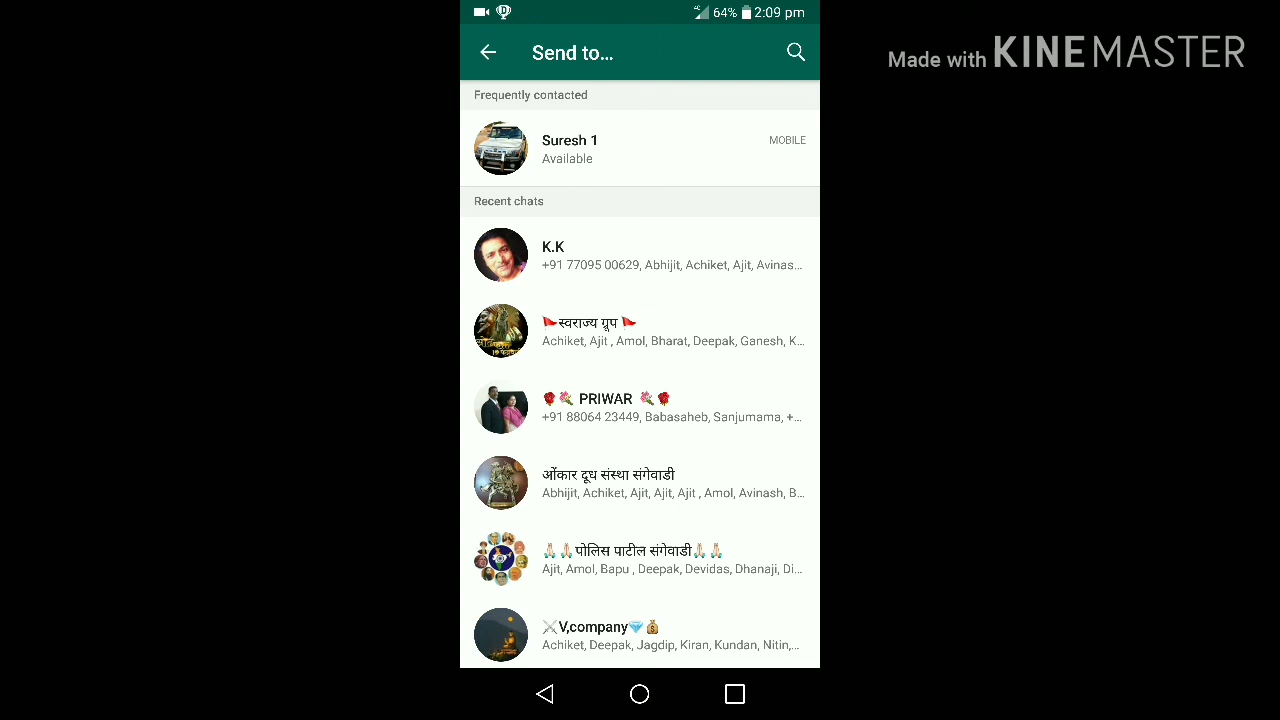 4G 64% 2:09 pm
Made with KINEMASTER
Send to...
Frequently contacted
Suresh 1
MOBILE
Available
Recent chats
K.K
+91 77095 00629, Abhijit, Achiket, Ajit, Avinas...
🚩स्वराज्य ग्रूप 🚩
Achiket, Ajit , Amol, Bharat, Deepak, Ganesh, K...
🌹💐 PRIWAR 💐🌹
+91 88064 23449, Babasaheb, Sanjumama, +...
ओंकार दूध संस्था संगेवाडी
Abhijit, Achiket, Ajit, Ajit, Ajit , Amol, Avinash, B...
🙏🏻🙏🏻पोलिस पाटील संगेवाडी🙏🏻🙏🏻
Ajit, Amol, Bapu , Deepak, Devidas, Dhanaji, Di...
⚔V,company💎💰
Achiket, Deepak, Jagdip, Kiran, Kundan, Nitin,...